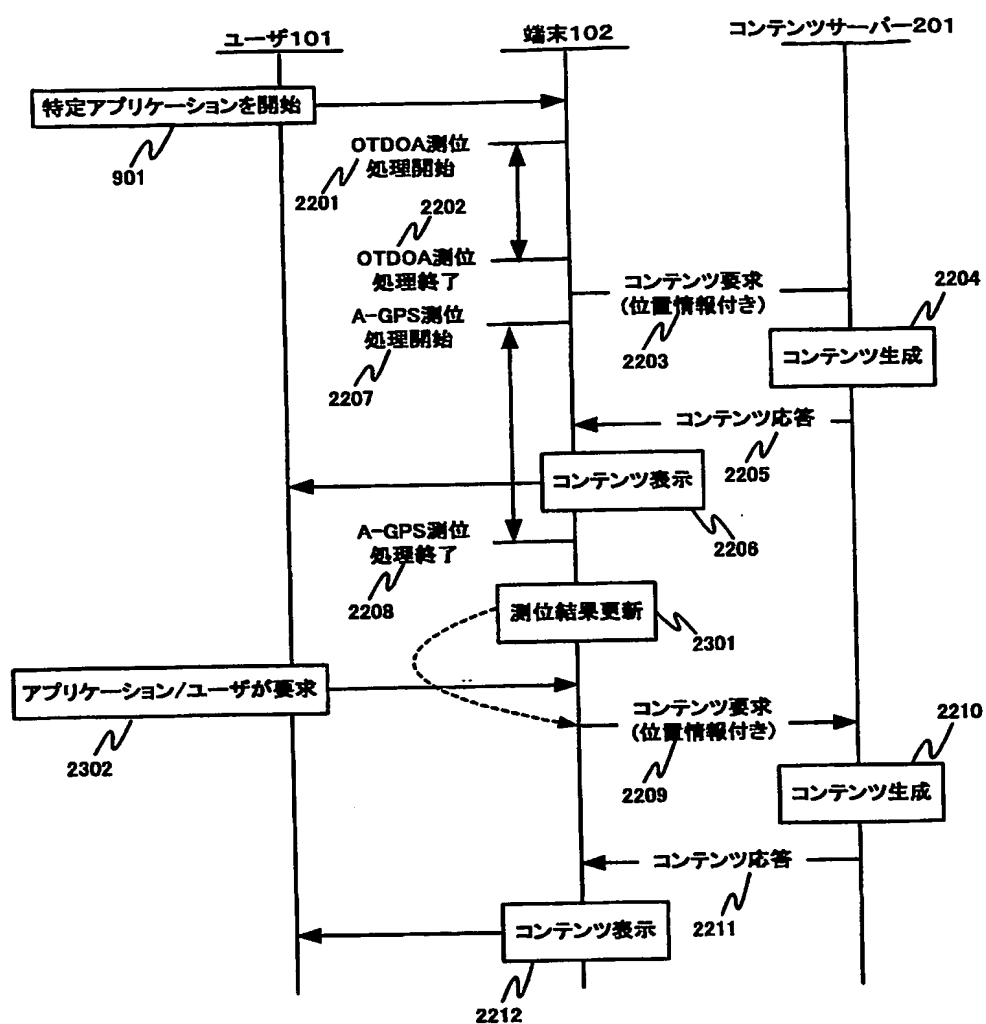 ユーザ101
端末102
コンテンツサーバー201
特定アプリケーションを開始
901
OTDOA測位
処理開始
2201
2202
OTDOA測位
処理終了
コンテンツ要求
(位置情報付き)
2203
2204
A-GPS測位
処理開始
2207
コンテンツ生成
コンテンツ応答
2205
コンテンツ表示
2206
A-GPS測位
処理終了
2208
測位結果更新
2301
アプリケーション/ユーザが要求
2302
コンテンツ要求
(位置情報付き)
2209
2210
コンテンツ生成
コンテンツ応答
2211
コンテンツ表示
2212